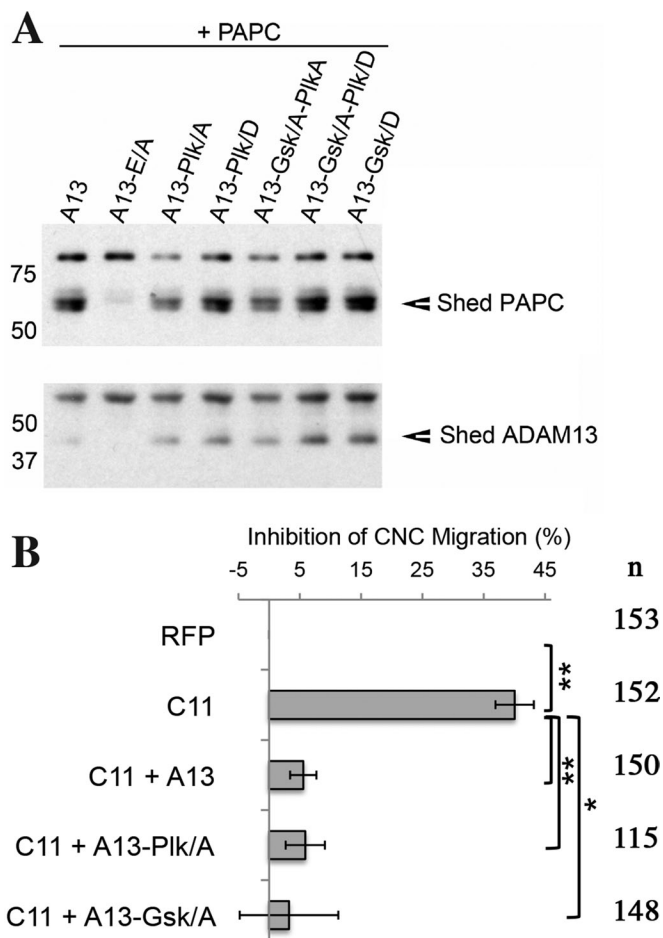 A
+ PAPC
A13
A13-E/A
A13-Plk/A
A13-Plk/D
A13-Gsk/A-PlkA
A13-Gsk/A-Plk/D
A13-Gsk/D
75
50
Shed PAPC
50
37
Shed ADAM13
B
Inhibition of CNC Migration (%)
n
-5 5 15 25 35 45
RFP 153
C11 152
C11 + A13 150
C11 + A13-Plk/A 115
C11 + A13-Gsk/A 148
**
**
*